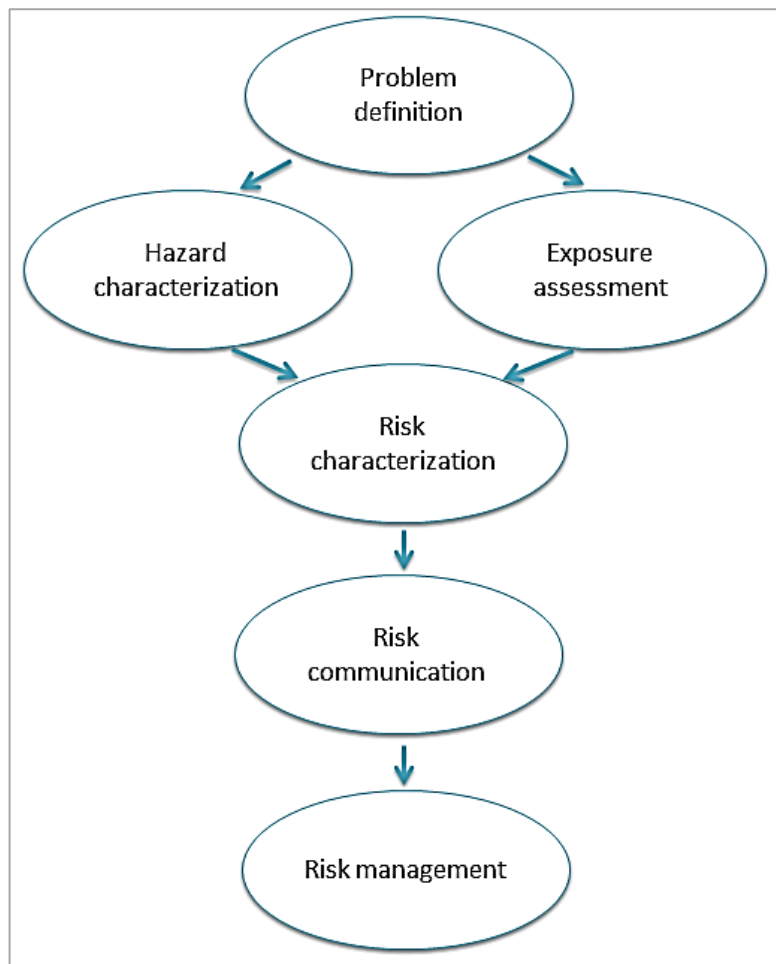 Problem
definition
Hazard
characterization
Exposure
assessment
Risk
characterization
Risk
communication
Risk management